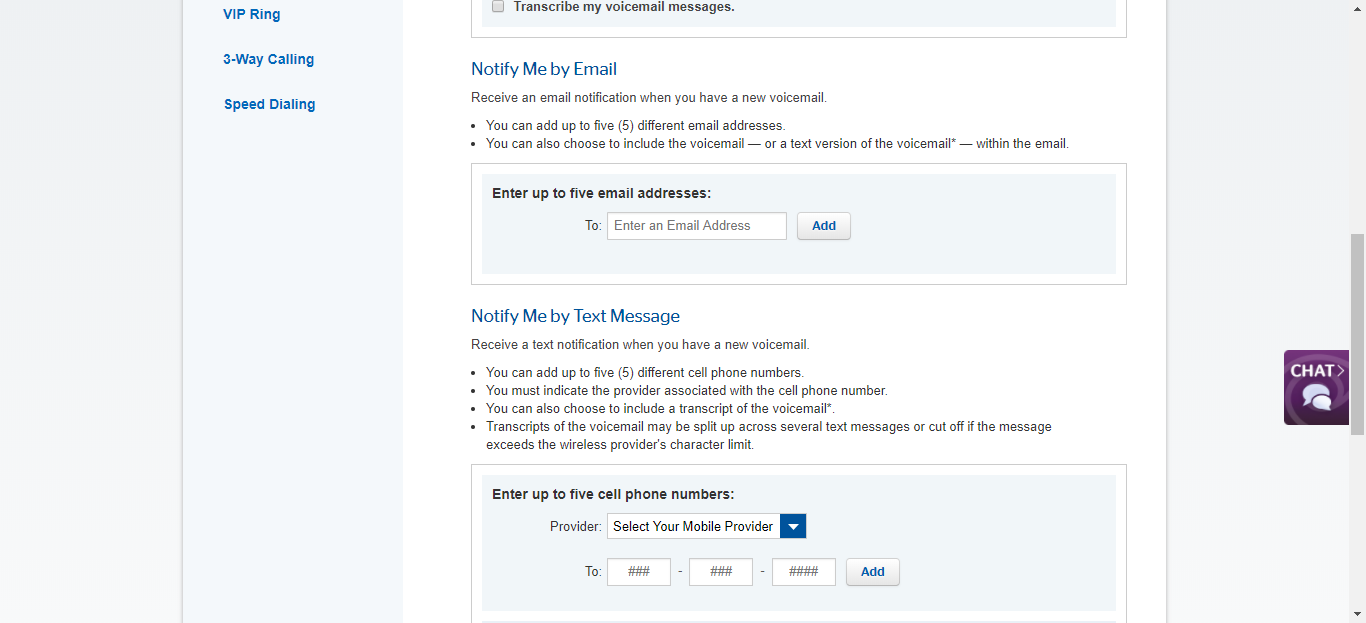 VIP Ring
3-Way Calling
Speed Dialing
Transcribe my voicemail messages.
Notify Me by Email
Receive an email notification when you have a new voicemail.
• You can add up to five (5) different email addresses.
• You can also choose to include the voicemail — or a text version of the voicemail* — within the email.
Enter up to five email addresses:
To: Enter an Email Address Add
Notify Me by Text Message
Receive a text notification when you have a new voicemail.
• You can add up to five (5) different cell phone numbers.
• You must indicate the provider associated with the cell phone number.
• You can also choose to include a transcript of the voicemail*.
• Transcripts of the voicemail may be split up across several text messages or cut off if the message
exceeds the wireless provider's character limit.
Enter up to five cell phone numbers:
Provider: Select Your Mobile Provider
To: ### - ### - #### Add
CHAT>